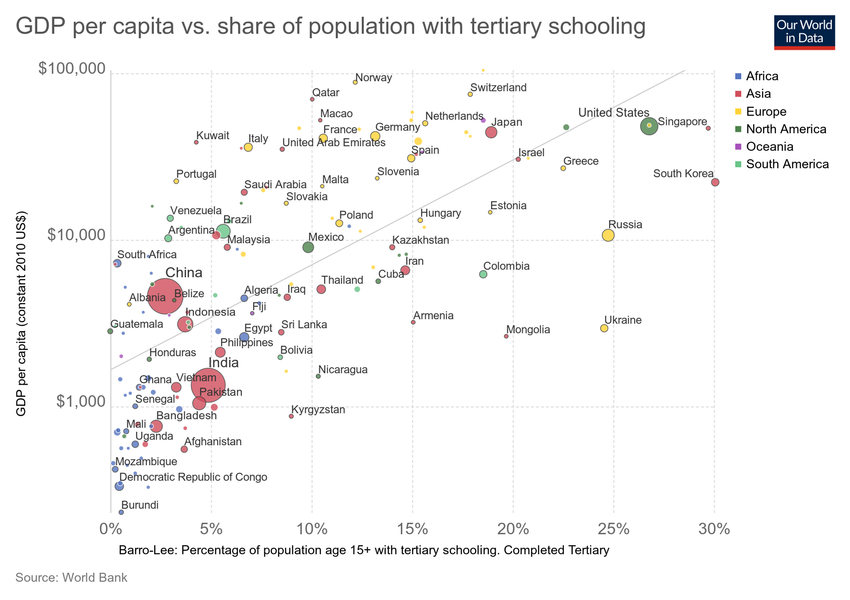 GDP per capita vs. share of population with tertiary schooling
Our World
in Data
$100,000
Norway
Switzerland
Qatar
Macao
Netherlands
United States
Kuwait
Italy
France
Germany
Japan
Singapore
United Arab Emirates
Spain
Israel
Greece
Portugal
Saudi Arabia
Malta
Slovenia
South Korea
Slovakia
Venezuela
Brazil
Poland
Hungary
Estonia
Argentina
$10,000
Malaysia
Mexico
Kazakhstan
Russia
South Africa
Iran
Colombia
China
Cuba
Thailand
Albania
Belize
Algeria
Iraq
Fiji
Indonesia
Armenia
Guatemala
Egypt
Sri Lanka
Mongolia
Ukraine
Philippines
Honduras
Bolivia
India
Nicaragua
Ghana
Vietnam
Pakistan
Senegal
$1,000
Bangladesh
Kyrgyzstan
Mali
Uganda
Afghanistan
Mozambique
Democratic Republic of Congo
Burundi
GDP per capita (constant 2010 US$)
0%
5%
10%
15%
20%
25%
30%
Barro-Lee: Percentage of population age 15+ with tertiary schooling. Completed Tertiary
Africa
Asia
Europe
North America
Oceania
South America
Source: World Bank